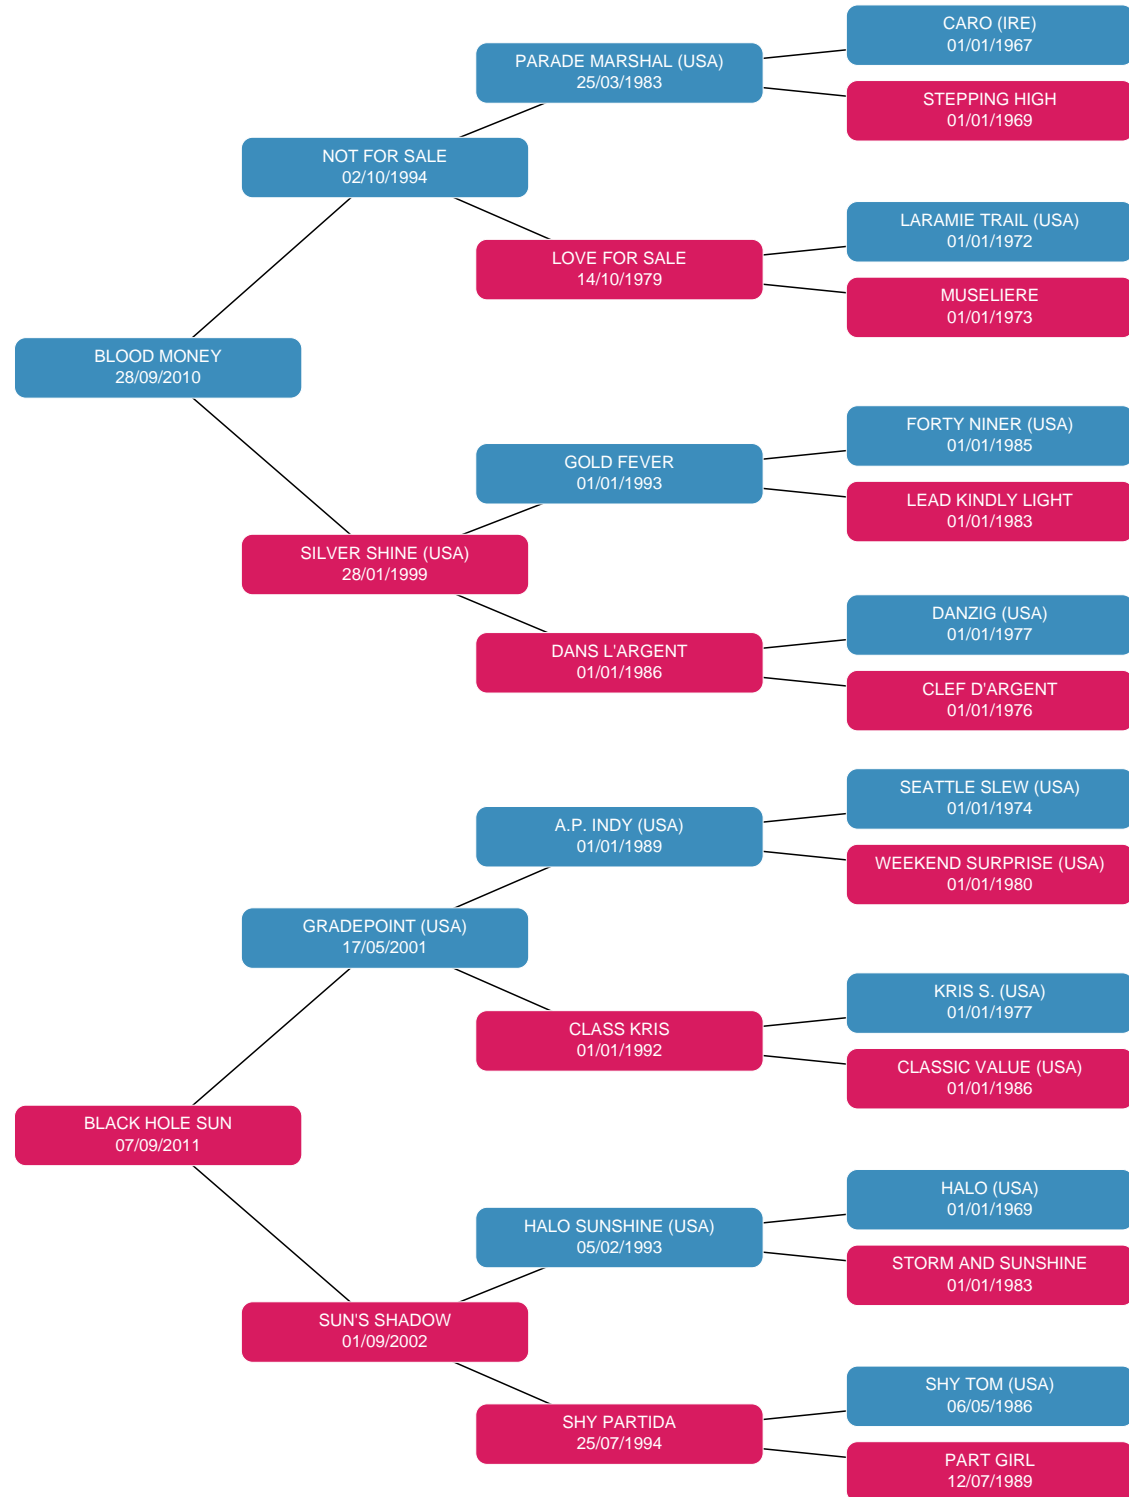 CARO (IRE)
01/01/1967
PARADE MARSHAL (USA)
25/03/1983
STEPPING HIGH
01/01/1969
NOT FOR SALE
02/10/1994
LARAMIE TRAIL (USA)
01/01/1972
LOVE FOR SALE
14/10/1979
MUSELIERE
01/01/1973
BLOOD MONEY
28/09/2010
FORTY NINER (USA)
01/01/1985
GOLD FEVER
01/01/1993
LEAD KINDLY LIGHT
01/01/1983
SILVER SHINE (USA)
28/01/1999
DANZIG (USA)
01/01/1977
DANS L'ARGENT
01/01/1986
CLEF D'ARGENT
01/01/1976
SEATTLE SLEW (USA)
01/01/1974
A.P. INDY (USA)
01/01/1989
WEEKEND SURPRISE (USA)
01/01/1980
GRADEPOINT (USA)
17/05/2001
KRIS S. (USA)
01/01/1977
CLASS KRIS
01/01/1992
CLASSIC VALUE (USA)
01/01/1986
BLACK HOLE SUN
07/09/2011
HALO (USA)
01/01/1969
HALO SUNSHINE (USA)
05/02/1993
STORM AND SUNSHINE
01/01/1983
SUN'S SHADOW
01/09/2002
SHY TOM (USA)
06/05/1986
SHY PARTIDA
25/07/1994
PART GIRL
12/07/1989